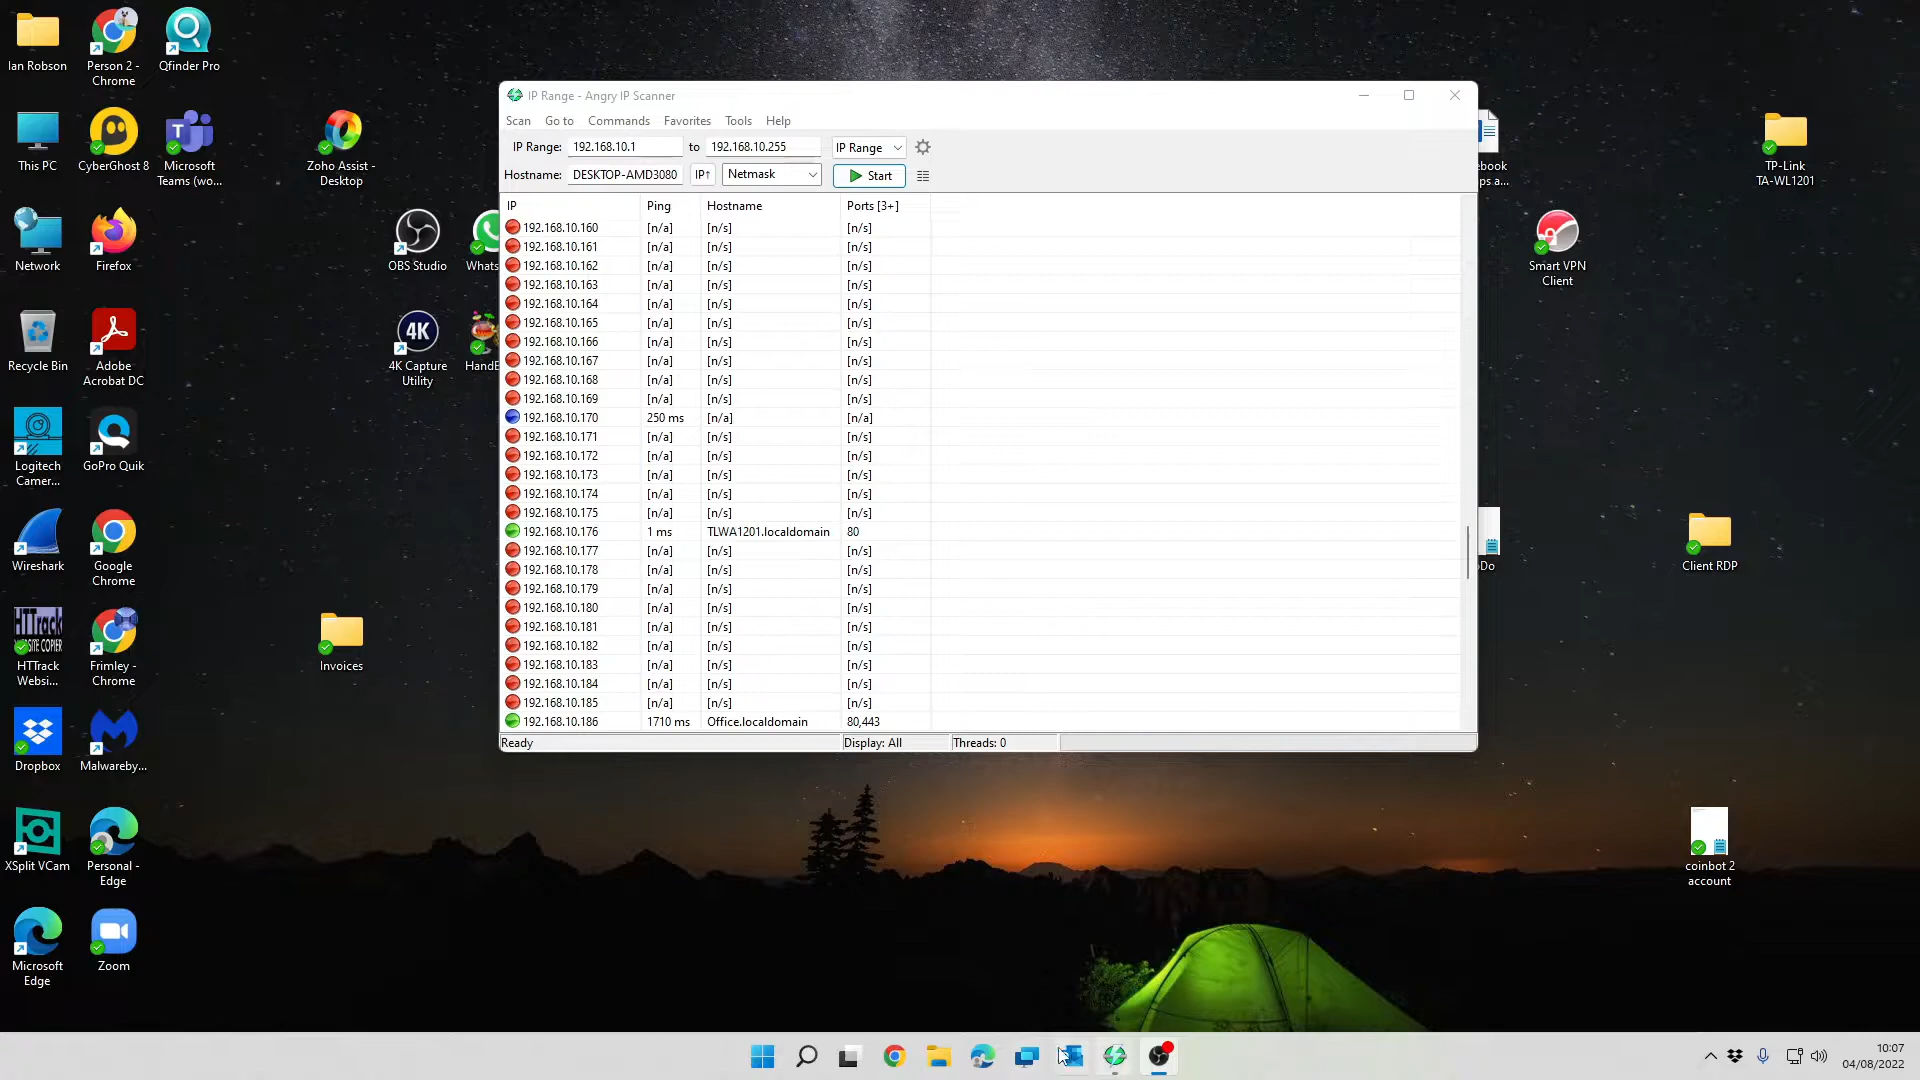 Ian Robson
Person 2 -
Chrome
Qfinder Pro
This PC
CyberGhost 8
Microsoft
Teams (wo...
Zoho Assist -
Desktop
Network
Firefox
OBS Studio
Whats
Recycle Bin
Adobe
Acrobat DC
4K
4K Capture
Utility
HandB
Logitech
Camer...
GoPro Quik
Wireshark
Google
Chrome
HTTrack
WEBSITE COPIER
HTTrack
Websi...
Frimley -
Chrome
Invoices
Dropbox
Malwareby...
XSplit VCam
Personal -
Edge
Microsoft
Edge
Zoom
IP Range - Angry IP Scanner
Scan Go to Commands Favorites Tools Help
IP Range: 192.168.10.1 to 192.168.10.255 IP Range
Hostname: DESKTOP-AMD3080 IP↑ Netmask Start
IP Ping Hostname Ports [3+]
192.168.10.160 [n/a] [n/s] [n/s]
192.168.10.161 [n/a] [n/s] [n/s]
192.168.10.162 [n/a] [n/s] [n/s]
192.168.10.163 [n/a] [n/s] [n/s]
192.168.10.164 [n/a] [n/s] [n/s]
192.168.10.165 [n/a] [n/s] [n/s]
192.168.10.166 [n/a] [n/s] [n/s]
192.168.10.167 [n/a] [n/s] [n/s]
192.168.10.168 [n/a] [n/s] [n/s]
192.168.10.169 [n/a] [n/s] [n/s]
192.168.10.170 250 ms [n/a] [n/a]
192.168.10.171 [n/a] [n/s] [n/s]
192.168.10.172 [n/a] [n/s] [n/s]
192.168.10.173 [n/a] [n/s] [n/s]
192.168.10.174 [n/a] [n/s] [n/s]
192.168.10.175 [n/a] [n/s] [n/s]
192.168.10.176 1 ms TLWA1201.localdomain 80
192.168.10.177 [n/a] [n/s] [n/s]
192.168.10.178 [n/a] [n/s] [n/s]
192.168.10.179 [n/a] [n/s] [n/s]
192.168.10.180 [n/a] [n/s] [n/s]
192.168.10.181 [n/a] [n/s] [n/s]
192.168.10.182 [n/a] [n/s] [n/s]
192.168.10.183 [n/a] [n/s] [n/s]
192.168.10.184 [n/a] [n/s] [n/s]
192.168.10.185 [n/a] [n/s] [n/s]
192.168.10.186 1710 ms Office.localdomain 80,443
Ready Display: All Threads: 0
ebook
ps a...
TP-Link
TA-WL1201
Smart VPN
Client
oDo
Client RDP
coinbot 2
account
10:07
04/08/2022